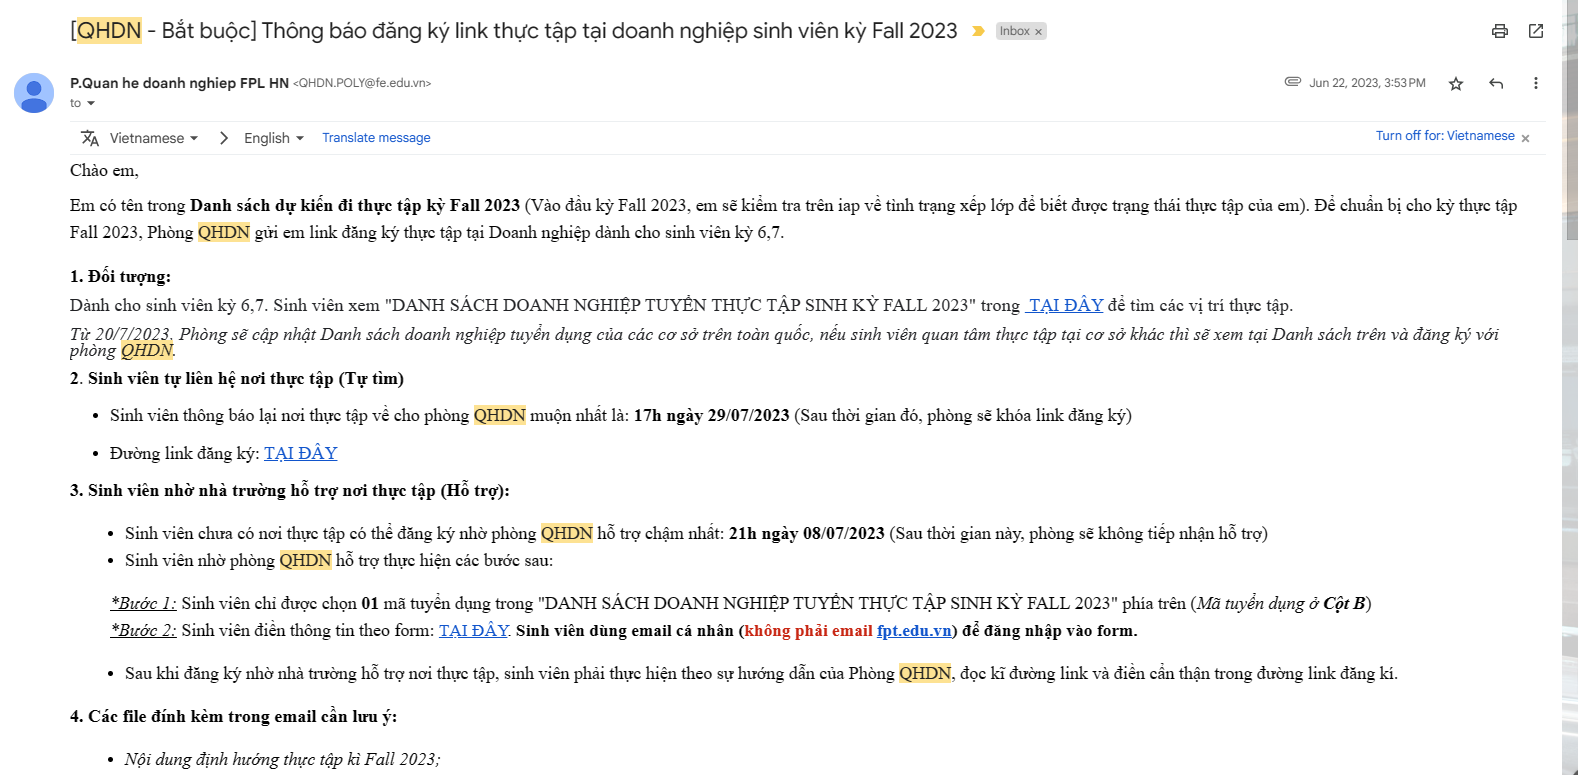 [QHDN - Bắt buộc] Thông báo đăng ký link thực tập tại doanh nghiệp sinh viên kỳ Fall 2023 Inbox ×
P.Quan he doanh nghiep FPL HN <QHDN.POLY@fe.edu.vn> Jun 22, 2023, 3:53 PM
to
Vietnamese English Translate message Turn off for: Vietnamese ×
Chào em,
Em có tên trong Danh sách dự kiến đi thực tập kỳ Fall 2023 (Vào đầu kỳ Fall 2023, em sẽ kiểm tra trên iap về tình trạng xếp lớp để biết được trạng thái thực tập của em). Để chuẩn bị cho kỳ thực tập
Fall 2023, Phòng QHDN gửi em link đăng ký thực tập tại Doanh nghiệp dành cho sinh viên kỳ 6,7.
1. Đối tượng:
Dành cho sinh viên kỳ 6,7. Sinh viên xem "DANH SÁCH DOANH NGHIỆP TUYỂN THỰC TẬP SINH KỲ FALL 2023" trong TẠI ĐÂY để tìm các vị trí thực tập.
Từ 20/7/2023. Phòng sẽ cập nhật Danh sách doanh nghiệp tuyển dụng của các cơ sở trên toàn quốc, nếu sinh viên quan tâm thực tập tại cơ sở khác thì sẽ xem tại Danh sách trên và đăng ký với
phòng QHDN.
2. Sinh viên tự liên hệ nơi thực tập (Tự tìm)
• Sinh viên thông báo lại nơi thực tập về cho phòng QHDN muộn nhất là: 17h ngày 29/07/2023 (Sau thời gian đó, phòng sẽ khóa link đăng ký)
• Đường link đăng ký: TẠI ĐÂY
3. Sinh viên nhờ nhà trường hỗ trợ nơi thực tập (Hỗ trợ):
• Sinh viên chưa có nơi thực tập có thể đăng ký nhờ phòng QHDN hỗ trợ chậm nhất: 21h ngày 08/07/2023 (Sau thời gian này, phòng sẽ không tiếp nhận hỗ trợ)
• Sinh viên nhờ phòng QHDN hỗ trợ thực hiện các bước sau:
*Bước 1: Sinh viên chỉ được chọn 01 mã tuyển dụng trong "DANH SÁCH DOANH NGHIỆP TUYỂN THỰC TẬP SINH KỲ FALL 2023" phía trên (Mã tuyển dụng ở Cột B)
*Bước 2: Sinh viên điền thông tin theo form: TẠI ĐÂY. Sinh viên dùng email cá nhân (không phải email fpt.edu.vn) để đăng nhập vào form.
• Sau khi đăng ký nhờ nhà trường hỗ trợ nơi thực tập, sinh viên phải thực hiện theo sự hướng dẫn của Phòng QHDN, đọc kĩ đường link và điền cẩn thận trong đường link đăng kí.
4. Các file đính kèm trong email cần lưu ý:
• Nội dung định hướng thực tập kì Fall 2023;